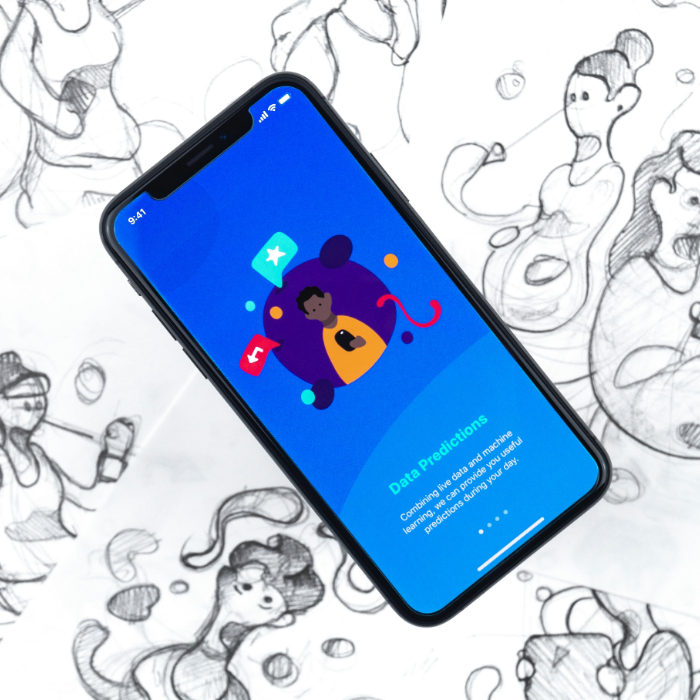 9:41
Data Predictions
Combining live data and machine
learning, we can provide you useful
predictions during your day.